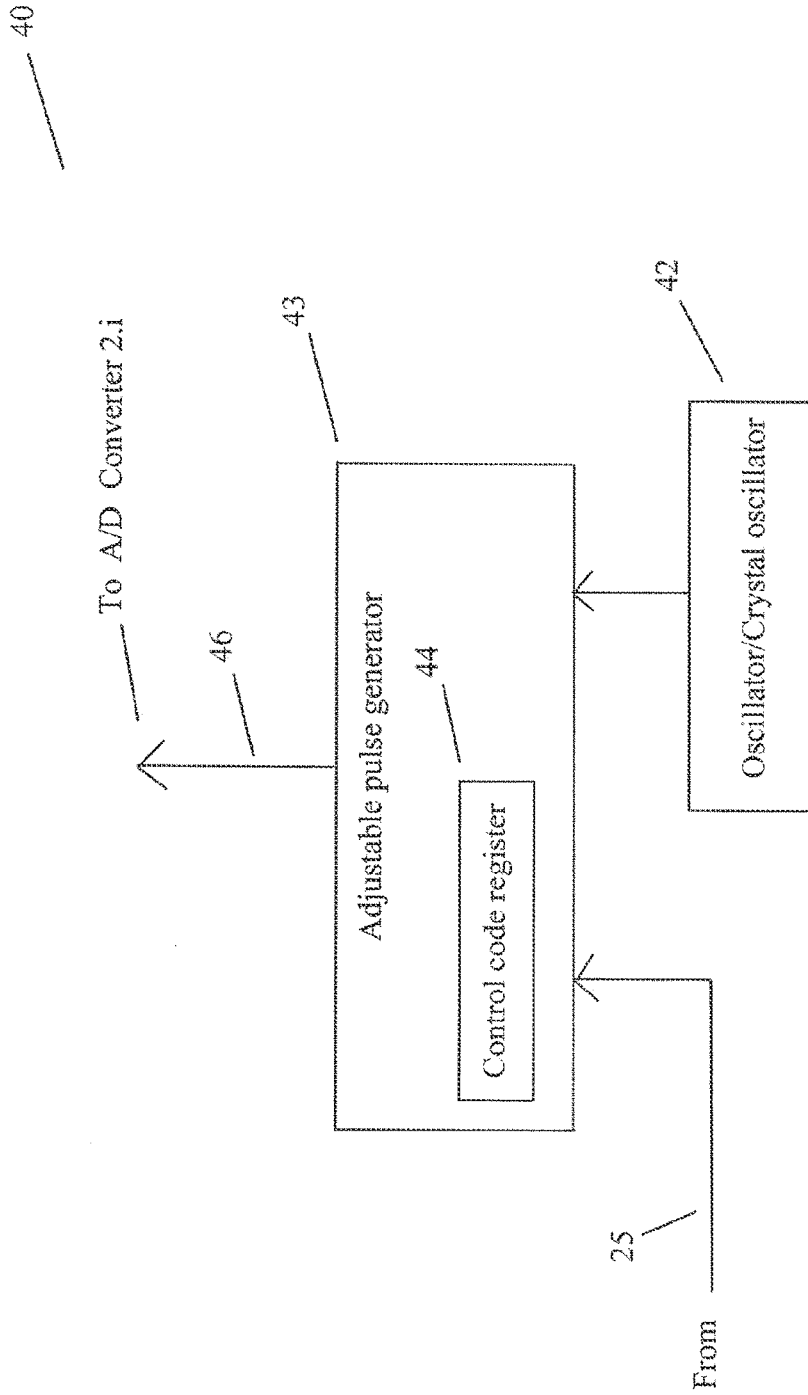 40
To A/D Converter 2.i
46
43
Adjustable pulse generator
44
Control code register
42
Oscillator/Crystal oscillator
25
From